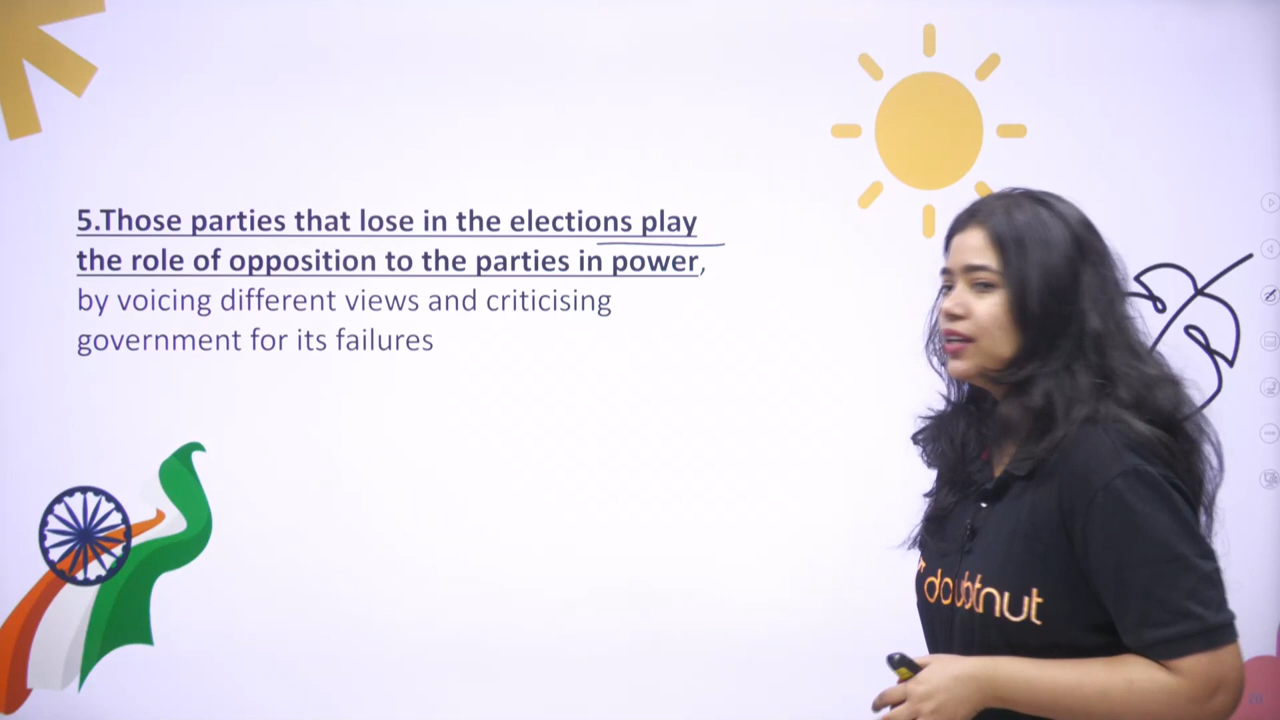 5.Those parties that lose in the elections play
the role of opposition to the parties in power,
by voicing different views and criticising
government for its failures
doubtnut